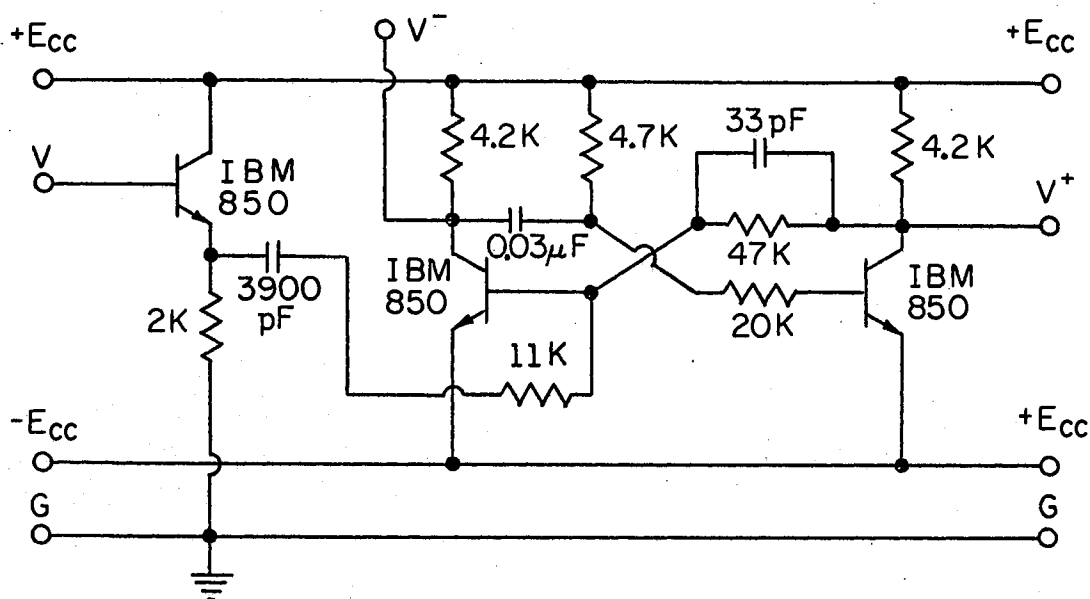 V⁻
+ECC
+ECC
33pF
4.2K
4.7K
4.2K
V
IBM
850
V⁺
0.03μF
47K
IBM
850
IBM
850
3900
pF
2K
20K
11K
-ECC
+ECC
G
G